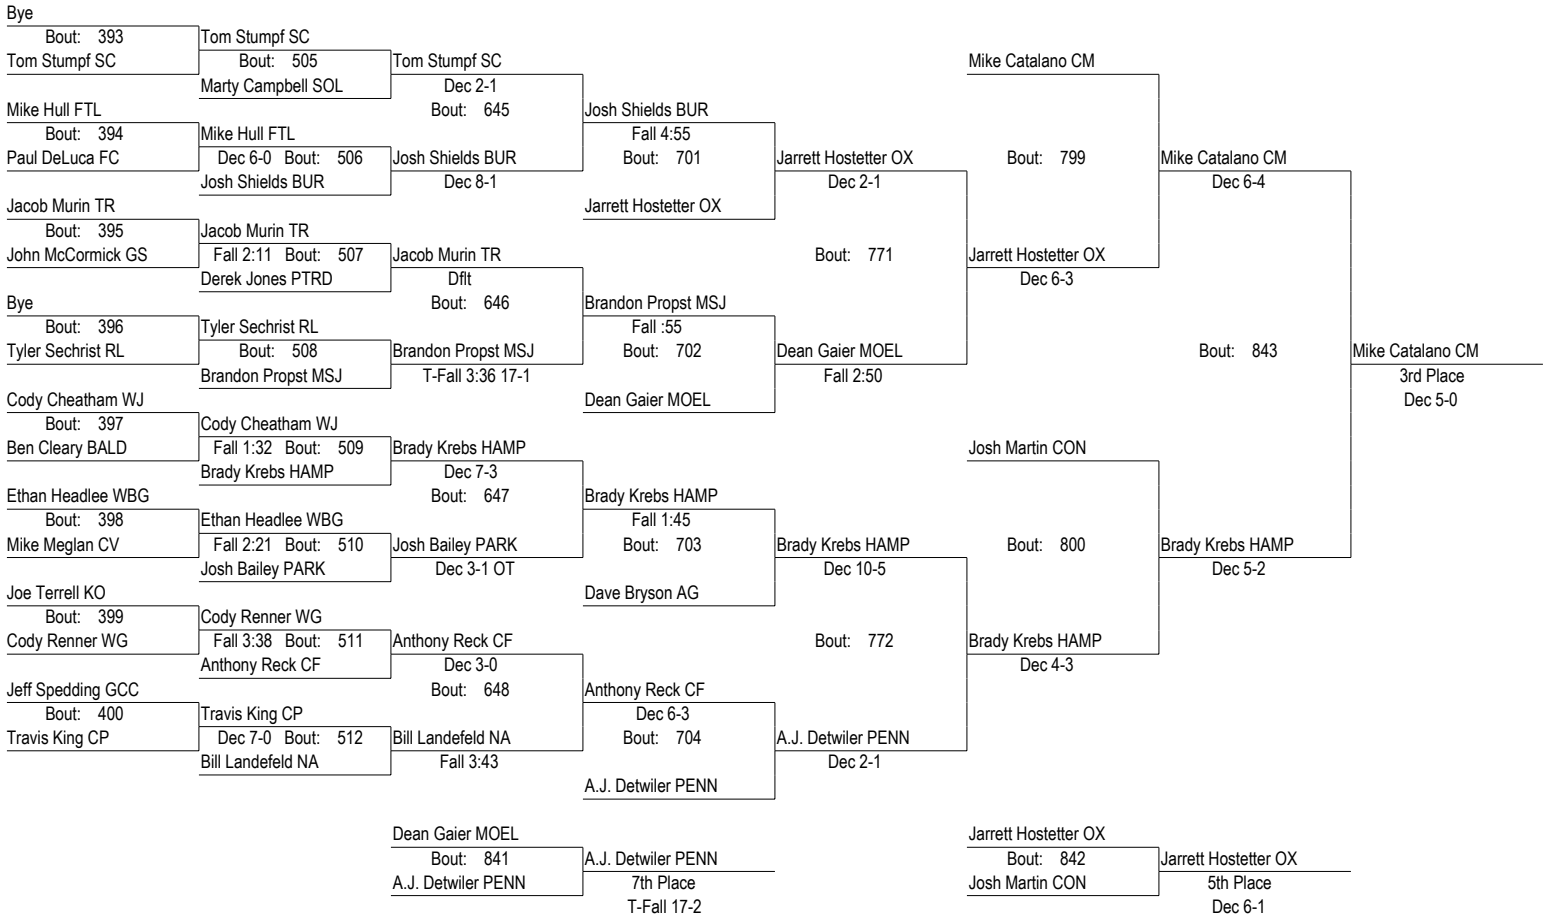 Bye
Bout: 393 Tom Stumpf SC
Tom Stumpf SC Bout: 505 Tom Stumpf SC Mike Catalano CM
Marty Campbell SOL Dec 2-1
Mike Hull FTL Bout: 645 Josh Shields BUR
Bout: 394 Mike Hull FTL Fall 4:55
Paul DeLuca FC Dec 6-0 Bout: 506 Josh Shields BUR Bout: 701 Jarrett Hostetter OX Bout: 799 Mike Catalano CM
Josh Shields BUR Dec 8-1 Dec 2-1 Dec 6-4
Jacob Murin TR Jarrett Hostetter OX
Bout: 395 Jacob Murin TR
John McCormick GS Fall 2:11 Bout: 507 Jacob Murin TR Bout: 771 Jarrett Hostetter OX
Derek Jones PTRD Dflt Dec 6-3
Bye Bout: 646 Brandon Propst MSJ
Bout: 396 Tyler Sechrist RL Fall :55
Tyler Sechrist RL Bout: 508 Brandon Propst MSJ Bout: 702 Dean Gaier MOEL Bout: 843 Mike Catalano CM
Brandon Propst MSJ T-Fall 3:36 17-1 Fall 2:50 3rd Place
Cody Cheatham WJ Dean Gaier MOEL Dec 5-0
Bout: 397 Cody Cheatham WJ
Ben Cleary BALD Fall 1:32 Bout: 509 Brady Krebs HAMP Josh Martin CON
Brady Krebs HAMP Dec 7-3
Ethan Headlee WBG Bout: 647 Brady Krebs HAMP
Bout: 398 Ethan Headlee WBG Fall 1:45
Mike Meglan CV Fall 2:21 Bout: 510 Josh Bailey PARK Bout: 703 Brady Krebs HAMP Bout: 800 Brady Krebs HAMP
Josh Bailey PARK Dec 3-1 OT Dec 10-5 Dec 5-2
Joe Terrell KO Dave Bryson AG
Bout: 399 Cody Renner WG
Cody Renner WG Fall 3:38 Bout: 511 Anthony Reck CF Bout: 772 Brady Krebs HAMP
Anthony Reck CF Dec 3-0 Dec 4-3
Jeff Spedding GCC Bout: 648 Anthony Reck CF
Bout: 400 Travis King CP Dec 6-3
Travis King CP Dec 7-0 Bout: 512 Bill Landefeld NA Bout: 704 A.J. Detwiler PENN
Bill Landefeld NA Fall 3:43 Dec 2-1
A.J. Detwiler PENN
Dean Gaier MOEL Jarrett Hostetter OX
Bout: 841 A.J. Detwiler PENN Bout: 842 Jarrett Hostetter OX
A.J. Detwiler PENN 7th Place Josh Martin CON 5th Place
T-Fall 17-2 Dec 6-1